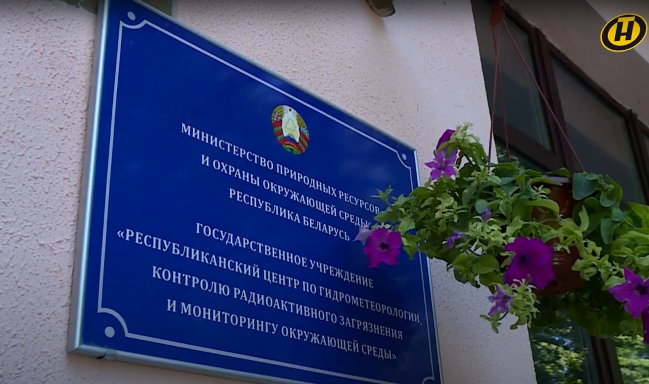 Н
МИНИСТЕРСТВО ПРИРОДНЫХ РЕСУРСОВ
И ОХРАНЫ ОКРУЖАЮЩЕЙ СРЕДЫ
РЕСПУБЛИКА БЕЛАРУСЬ
ГОСУДАРСТВЕННОЕ УЧРЕЖДЕНИЕ
«РЕСПУБЛИКАНСКИЙ ЦЕНТР ПО ГИДРОМЕТЕОРОЛОГИИ,
КОНТРОЛЮ РАДИОАКТИВНОГО ЗАГРЯЗНЕНИЯ
И МОНИТОРИНГУ ОКРУЖАЮЩЕЙ СРЕДЫ»